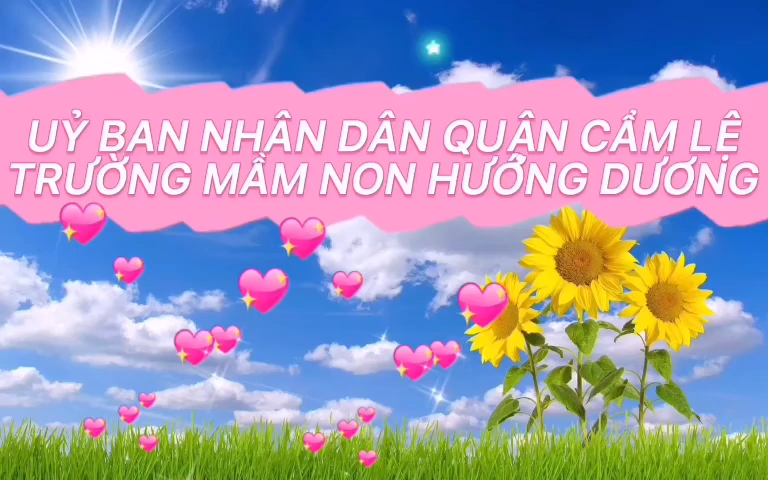 UỶ BAN NHÂN DÂN QUẬN CẨM LỆ
TRƯỜNG MẦM NON HƯỚNG DƯƠNG